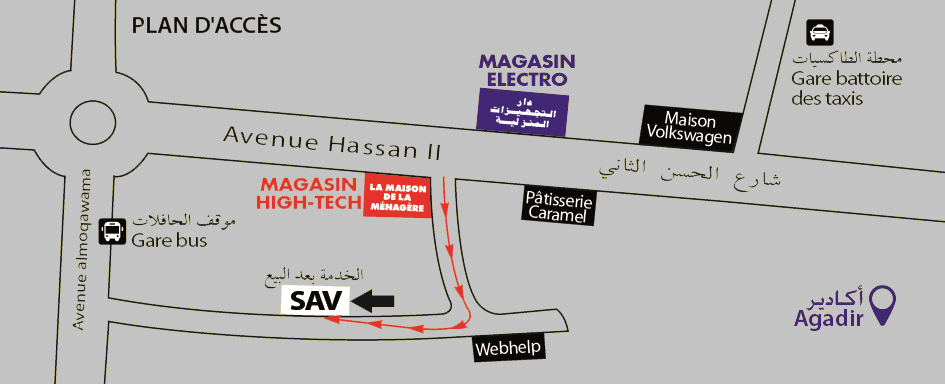 PLAN D'ACCÈS
محطة الطاكسيات
Gare battoire
des taxis
MAGASIN
ELECTRO
دار
التجهيزات
المنزلية
Maison
Volkswagen
Avenue Hassan II
شارع الحسن الثاني
MAGASIN
HIGH-TECH
LA MAISON
DE LA
MÉNAGÈRE
Pâtisserie
Caramel
Avenue almoqawama
موقف الحافلات
Gare bus
الخدمة بعد البيع
SAV
Webhelp
أكادير
Agadir